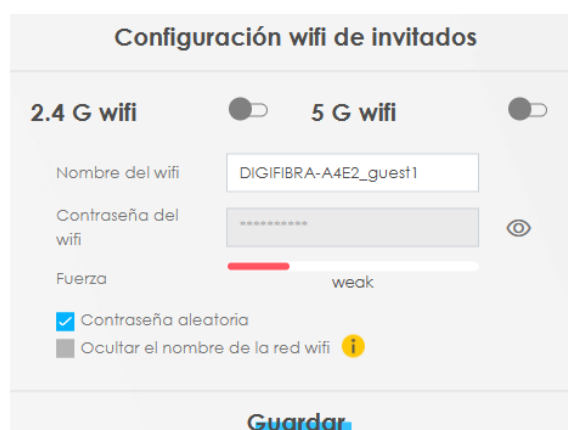 Configuración wifi de invitados
2.4 G wifi 5 G wifi
Nombre del wifi DIGIFIBRA-A4E2_guest1
Contraseña del
wifi
**********
Fuerza
weak
Contraseña aleatoria
Ocultar el nombre de la red wifi i
Guardar